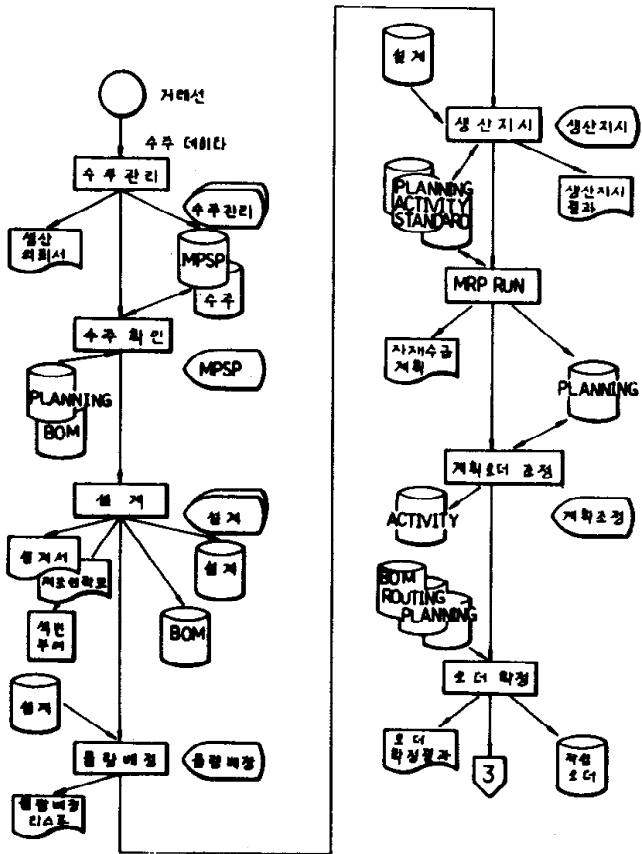 거래선
수주 데이타
수주관리
수주관리
생산
의뢰서
MPSP
수주
수주 확인
MPSP
PLANNING
BOM
설 계
설계
설계서
설계
BOM
설계
물량배정
물량배정
물량배정
리스트
설계
생산지시
생산지시
PLANNING
ACTIVITY
STANDARD
생산지시
결과
MRP RUN
자재수급
계획
PLANNING
계획오더 조정
ACTIVITY
계획조정
BOM
ROUTING
PLANNING
오더 확정
오더
확정결과
3
작업
오더